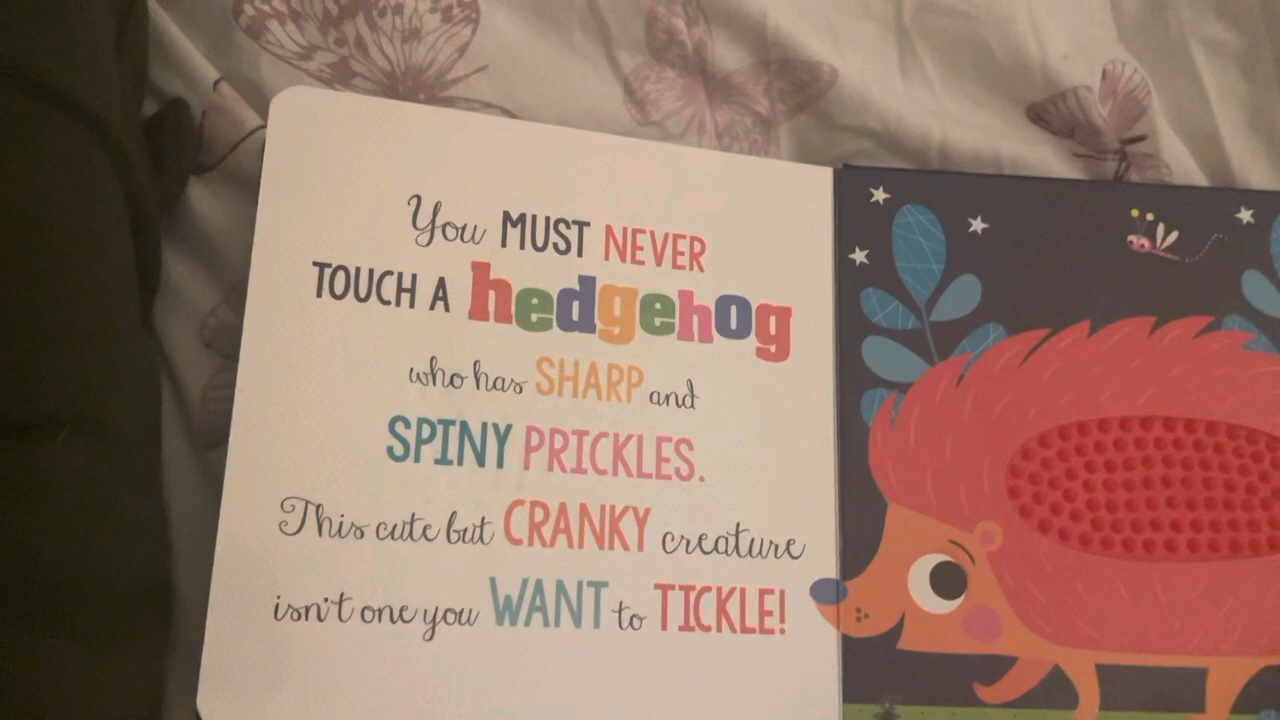 You MUST NEVER
TOUCH A hedgehog
who has SHARP and
SPINY PRICKLES.
This cute but CRANKY creature
isn't one you WANT to TICKLE!